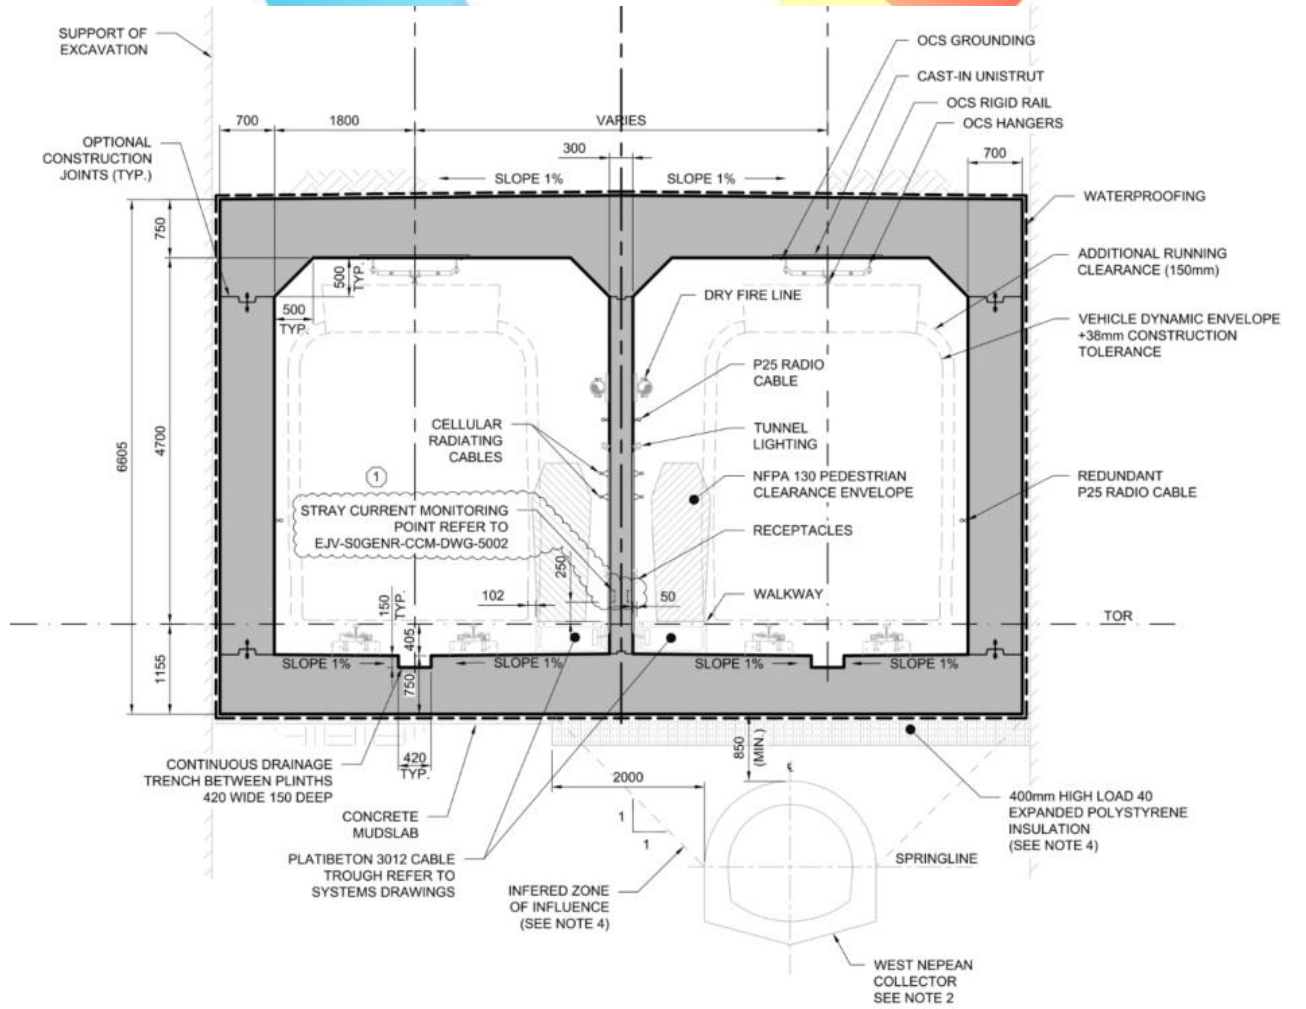 SUPPORT OF
EXCAVATION
OCS GROUNDING
CAST-IN UNISTRUT
OCS RIGID RAIL
OCS HANGERS
700
1800
VARIES
300
700
OPTIONAL
CONSTRUCTION
JOINTS (TYP.)
SLOPE 1%
SLOPE 1%
WATERPROOFING
750
ADDITIONAL RUNNING
CLEARANCE (150mm)
500
TYP.
500
TYP.
DRY FIRE LINE
VEHICLE DYNAMIC ENVELOPE
+38mm CONSTRUCTION
TOLERANCE
P25 RADIO
CABLE
6605
4700
CELLULAR
RADIATING
CABLES
TUNNEL
LIGHTING
1
NFPA 130 PEDESTRIAN
CLEARANCE ENVELOPE
REDUNDANT
P25 RADIO CABLE
STRAY CURRENT MONITORING
POINT REFER TO
EJV-S0GENR-CCM-DWG-5002
RECEPTACLES
250
150
TYP.
102
50
WALKWAY
TOR
405
1155
SLOPE 1%
SLOPE 1%
SLOPE 1%
SLOPE 1%
750
850
(MIN.)
℄
420
TYP.
CONTINUOUS DRAINAGE
TRENCH BETWEEN PLINTHS
420 WIDE 150 DEEP
2000
400mm HIGH LOAD 40
EXPANDED POLYSTYRENE
INSULATION
(SEE NOTE 4)
CONCRETE
MUDSLAB
1
1
PLATIBETON 3012 CABLE
TROUGH REFER TO
SYSTEMS DRAWINGS
SPRINGLINE
INFERED ZONE
OF INFLUENCE
(SEE NOTE 4)
WEST NEPEAN
COLLECTOR
SEE NOTE 2